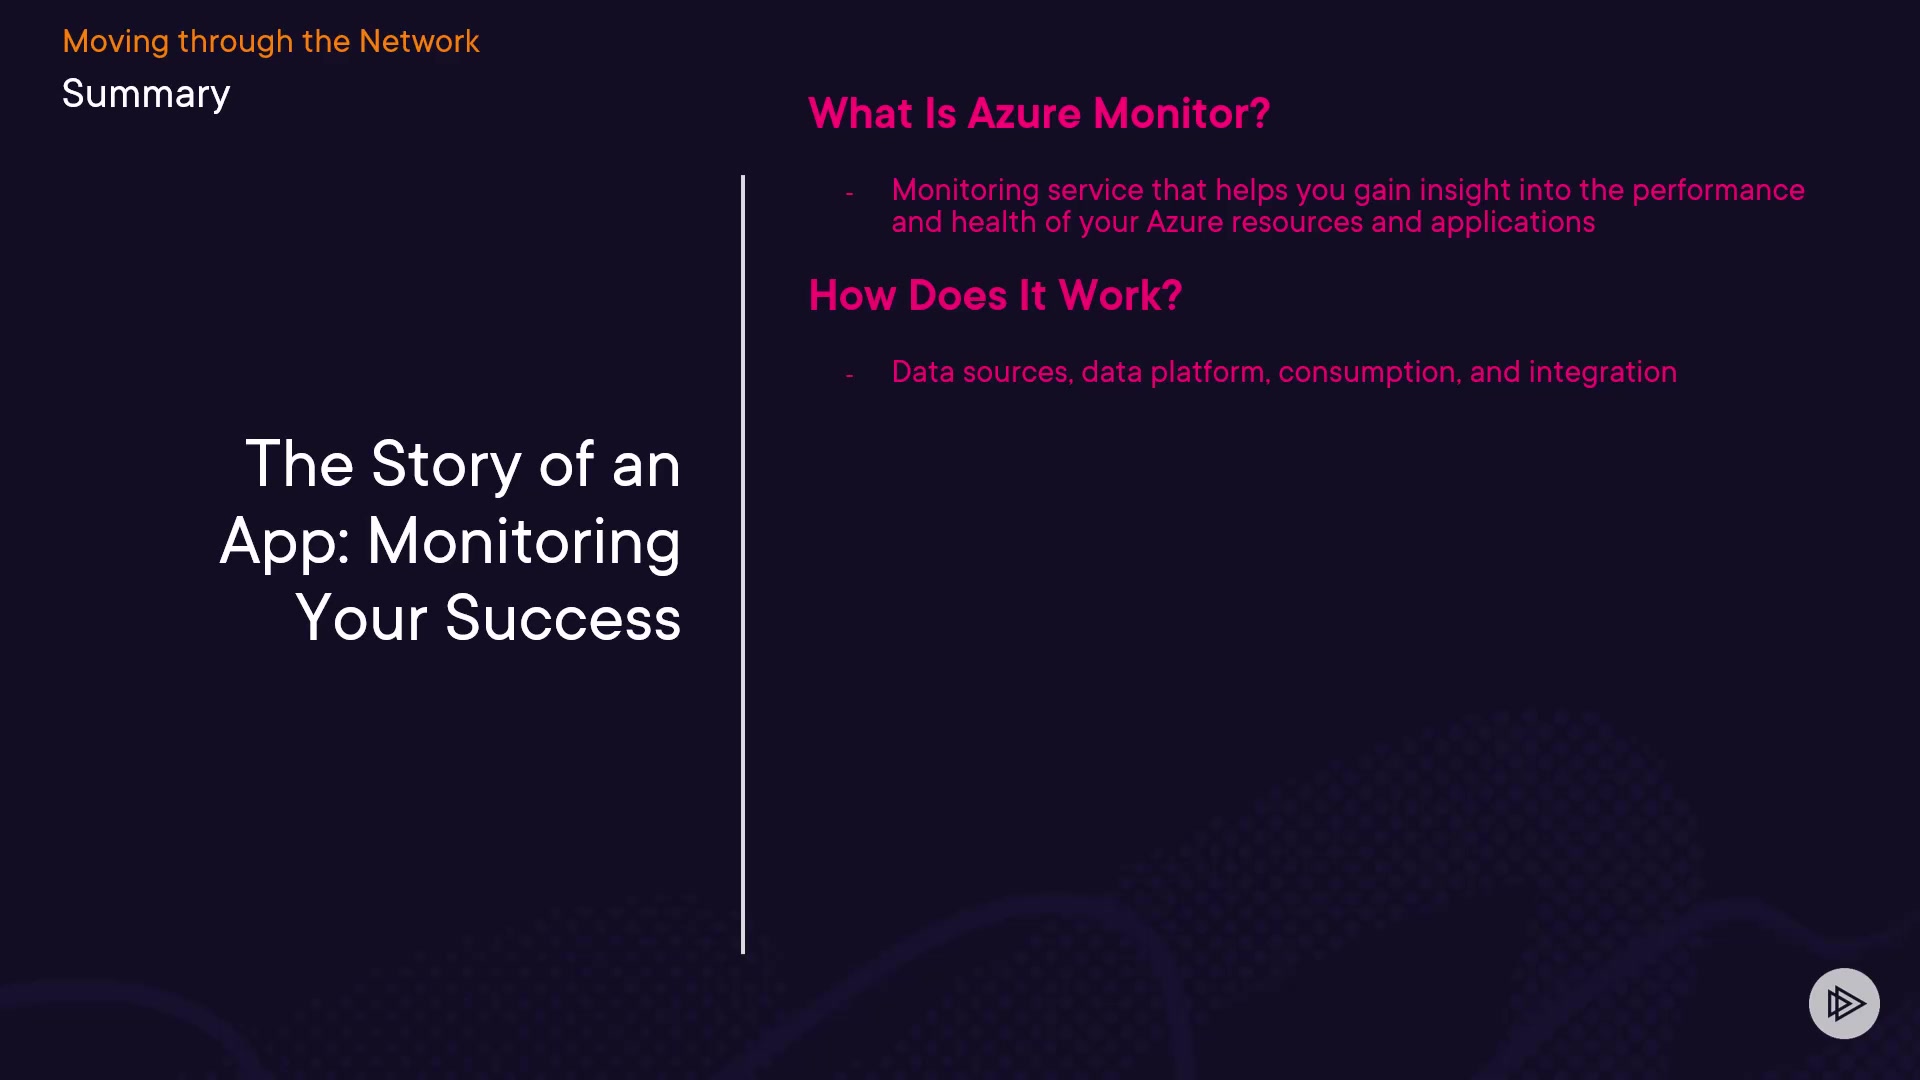 Moving through the Network
Summary
The Story of an
App: Monitoring
Your Success
What Is Azure Monitor?
- Monitoring service that helps you gain insight into the performance
and health of your Azure resources and applications
How Does It Work?
- Data sources, data platform, consumption, and integration